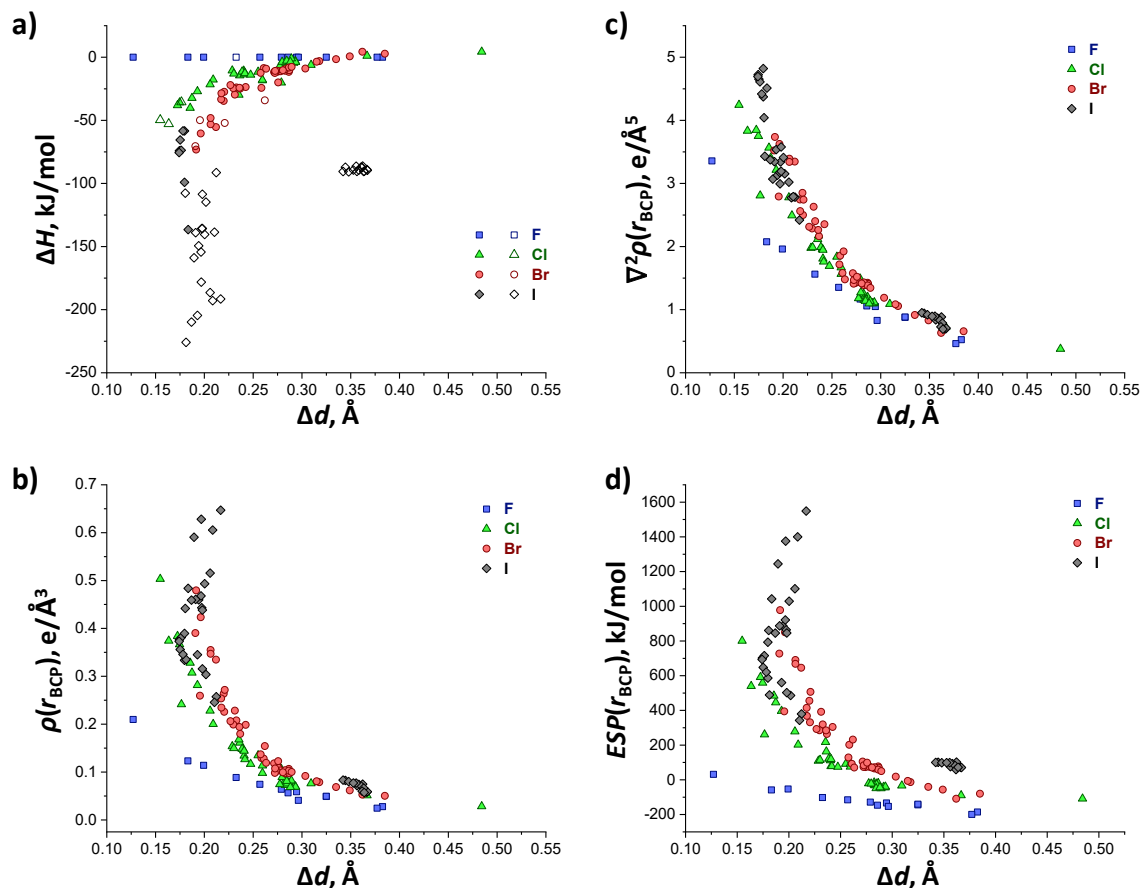 a)
ΔH, kJ/mol
0
-50
-100
-150
-200
-250
0.10 0.15 0.20 0.25 0.30 0.35 0.40 0.45 0.50 0.55
Δd, Å
F
Cl
Br
I
c)
∇²ρ(r_BCP), e/Å⁵
5
4
3
2
1
0
0.10 0.15 0.20 0.25 0.30 0.35 0.40 0.45 0.50 0.55
Δd, Å
F
Cl
Br
I
b)
ρ(r_BCP), e/Å³
0.7
0.6
0.5
0.4
0.3
0.2
0.1
0.0
0.10 0.15 0.20 0.25 0.30 0.35 0.40 0.45 0.50 0.55
Δd, Å
F
Cl
Br
I
d)
ESP(r_BCP), kJ/mol
1600
1400
1200
1000
800
600
400
200
0
-200
0.10 0.15 0.20 0.25 0.30 0.35 0.40 0.45 0.50 0.55
Δd, Å
F
Cl
Br
I